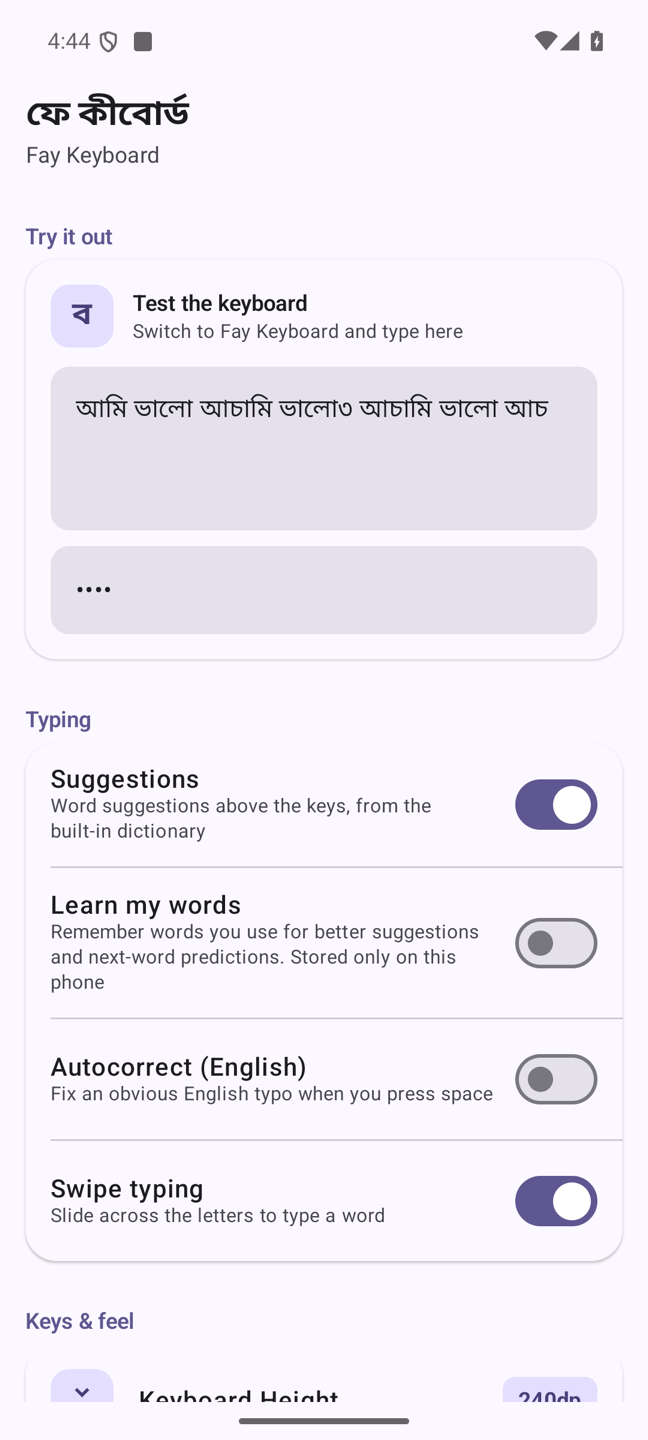 4:44
ফে কীবোর্ড
Fay Keyboard
Try it out
ব
Test the keyboard
Switch to Fay Keyboard and type here
আমি ভালো আচামি ভালো৩ আচামি ভালো আচ
••••
Typing
Suggestions
Word suggestions above the keys, from the
built-in dictionary
Learn my words
Remember words you use for better suggestions
and next-word predictions. Stored only on this
phone
Autocorrect (English)
Fix an obvious English typo when you press space
Swipe typing
Slide across the letters to type a word
Keys & feel
Keyboard Height
240dp